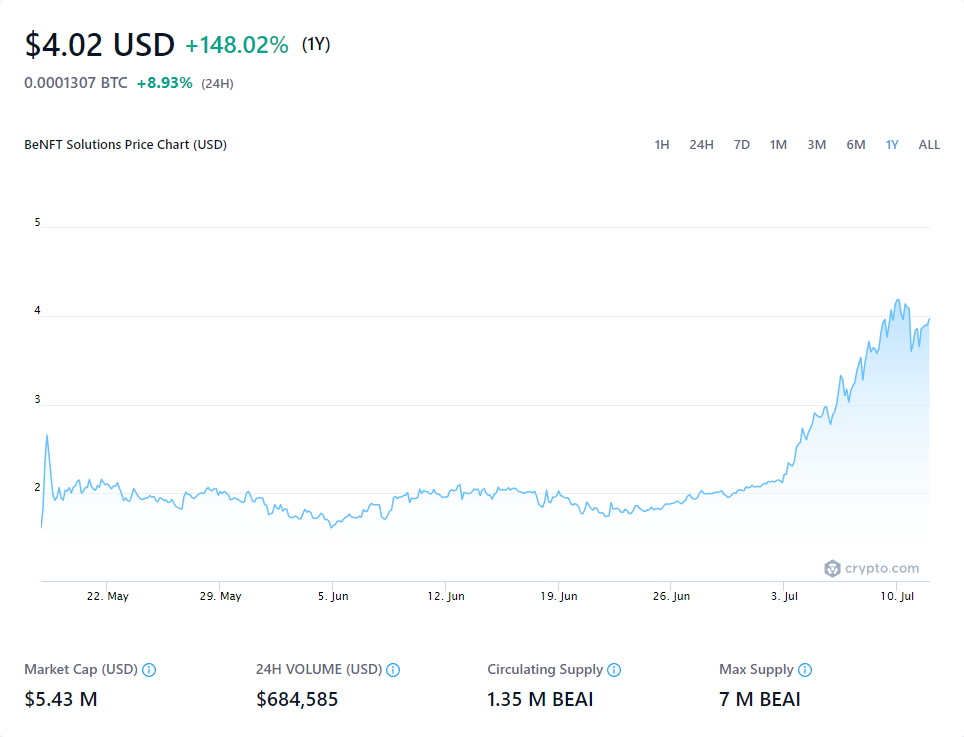 $4.02 USD +148.02% (1Y)
0.0001307 BTC +8.93% (24H)
BeNFT Solutions Price Chart (USD) 1H 24H 7D 1M 3M 6M 1Y ALL
5
4
3
2
crypto.com
22. May 29. May 5. Jun 12. Jun 19. Jun 26. Jun 3. Jul 10. Jul
Market Cap (USD) 24H VOLUME (USD) Circulating Supply Max Supply
$5.43 M $684,585 1.35 M BEAI 7 M BEAI